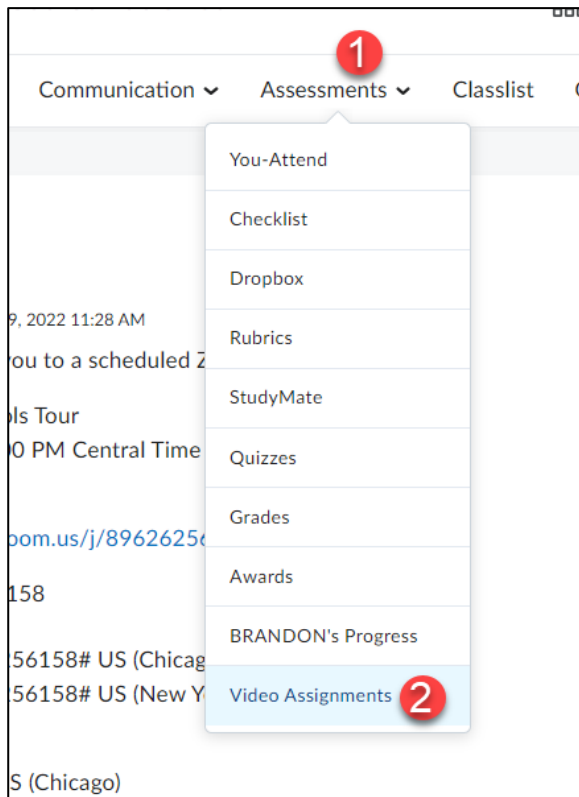 1
Communication Assessments Classlist
You-Attend
Checklist
Dropbox
Rubrics
StudyMate
Quizzes
Grades
Awards
BRANDON's Progress
Video Assignments 2
9, 2022 11:28 AM
you to a scheduled
ols Tour
00 PM Central Time
oom.us/j/8962625
158
256158# US (Chicag
256158# US (New Y
S (Chicago)